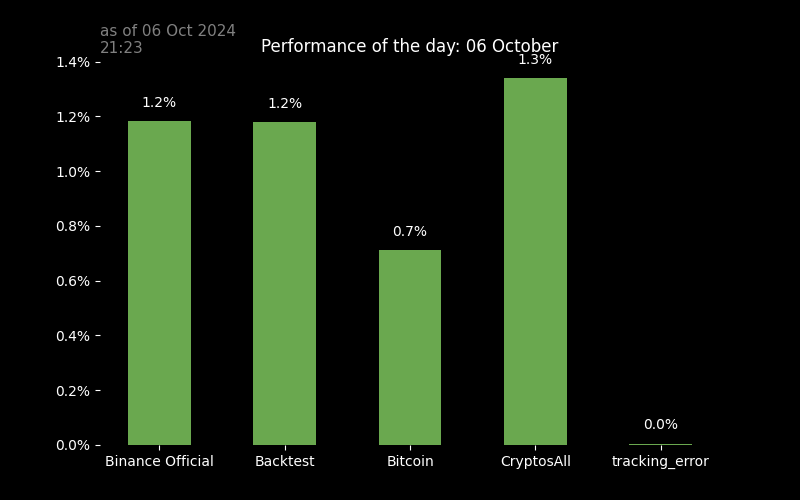 as of 06 Oct 2024
21:23
Performance of the day: 06 October
1.4%
1.2%
1.0%
0.8%
0.6%
0.4%
0.2%
0.0%
1.2%
1.2%
0.7%
1.3%
0.0%
Binance Official
Backtest
Bitcoin
CryptosAll
tracking_error